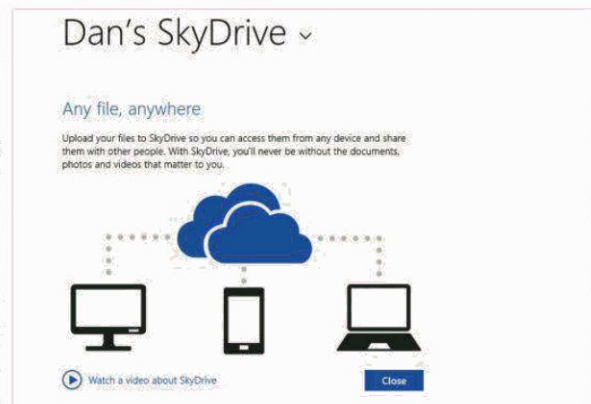 Dan's SkyDrive
Any file, anywhere
Upload your files to SkyDrive so you can access them from any device and share
them with other people. With SkyDrive, you'll never be without the documents,
photos and videos that matter to you.
Watch a video about SkyDrive
Close